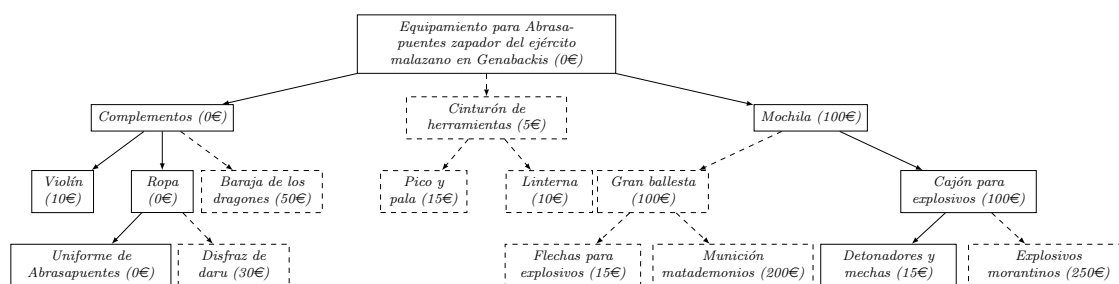 Equipamiento para Abrasa-
puentes zapador del ejército
malazano en Genabackis (0€)
Complementos (0€)
Cinturón de
herramientas (5€)
Mochila (100€)
Violín
(10€)
Ropa
(0€)
Baraja de los
dragones (50€)
Pico y
pala (15€)
Linterna
(10€)
Gran ballesta
(100€)
Cajón para
explosivos (100€)
Uniforme de
Abrasapuentes (0€)
Disfraz de
daru (30€)
Flechas para
explosivos (15€)
Munición
matademonios (200€)
Detonadores y
mechas (15€)
Explosivos
morantinos (250€)